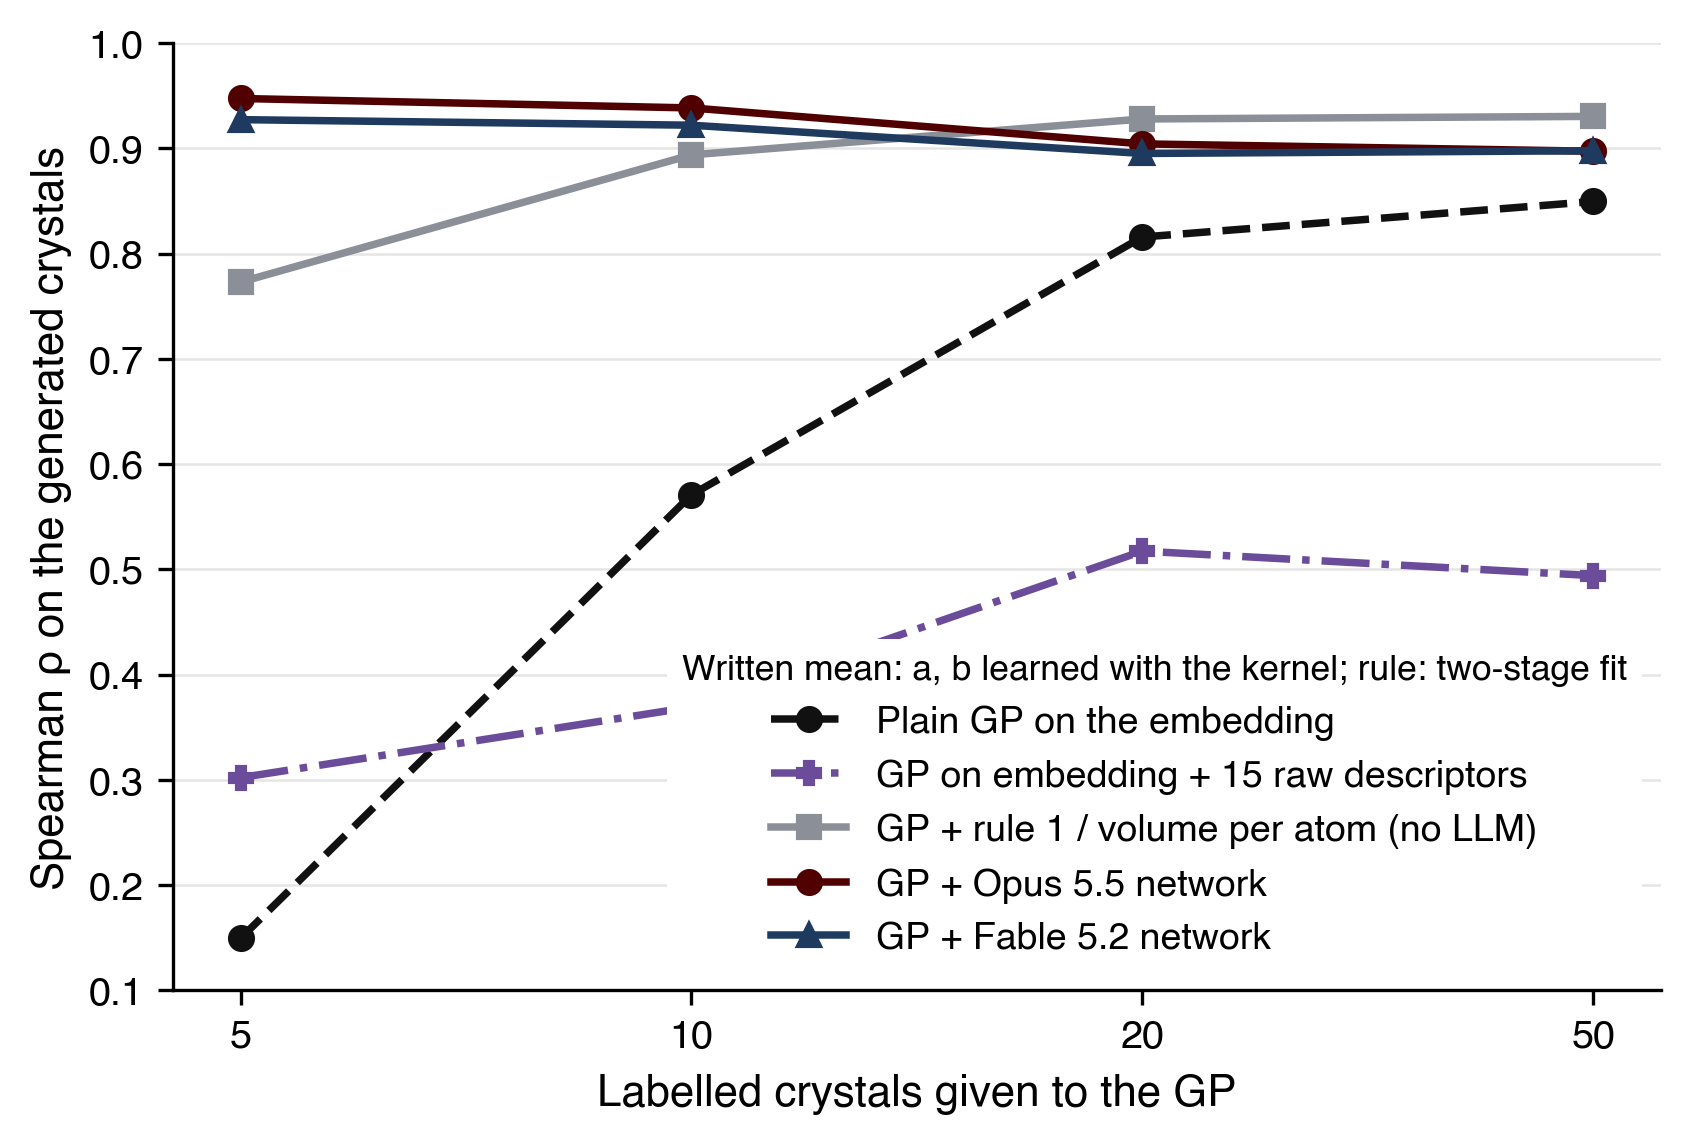 1.0
0.9
0.8
0.7
0.6
0.5
0.4
0.3
0.2
0.1
Spearman ρ on the generated crystals
Written mean: a, b learned with the kernel; rule: two-stage fit
Plain GP on the embedding
GP on embedding + 15 raw descriptors
GP + rule 1 / volume per atom (no LLM)
GP + Opus 5.5 network
GP + Fable 5.2 network
5 10 20 50
Labelled crystals given to the GP